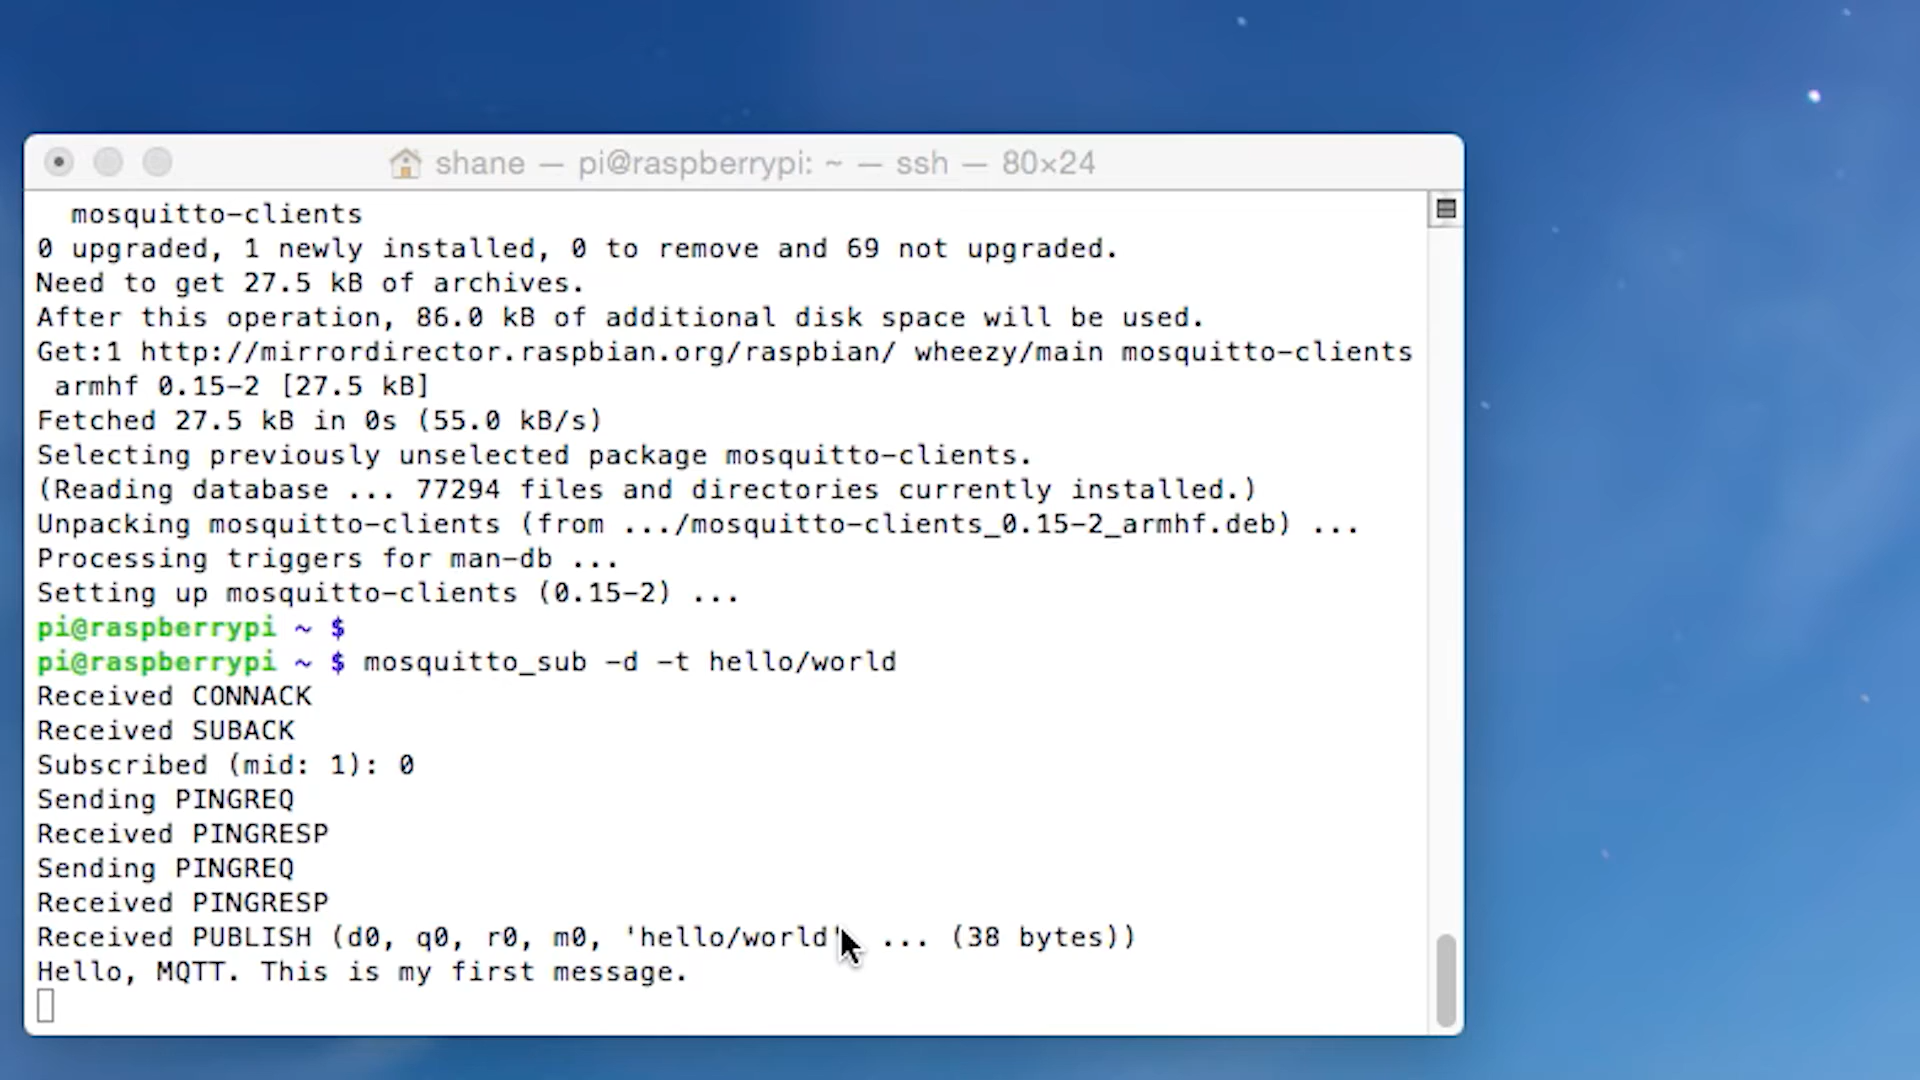 shane — pi@raspberrypi: ~ — ssh — 80×24
mosquitto-clients
0 upgraded, 1 newly installed, 0 to remove and 69 not upgraded.
Need to get 27.5 kB of archives.
After this operation, 86.0 kB of additional disk space will be used.
Get:1 http://mirrordirector.raspbian.org/raspbian/ wheezy/main mosquitto-clients
armhf 0.15-2 [27.5 kB]
Fetched 27.5 kB in 0s (55.0 kB/s)
Selecting previously unselected package mosquitto-clients.
(Reading database ... 77294 files and directories currently installed.)
Unpacking mosquitto-clients (from .../mosquitto-clients_0.15-2_armhf.deb) ...
Processing triggers for man-db ...
Setting up mosquitto-clients (0.15-2) ...
pi@raspberrypi ~ $
pi@raspberrypi ~ $ mosquitto_sub -d -t hello/world
Received CONNACK
Received SUBACK
Subscribed (mid: 1): 0
Sending PINGREQ
Received PINGRESP
Sending PINGREQ
Received PINGRESP
Received PUBLISH (d0, q0, r0, m0, 'hello/world' ... (38 bytes))
Hello, MQTT. This is my first message.